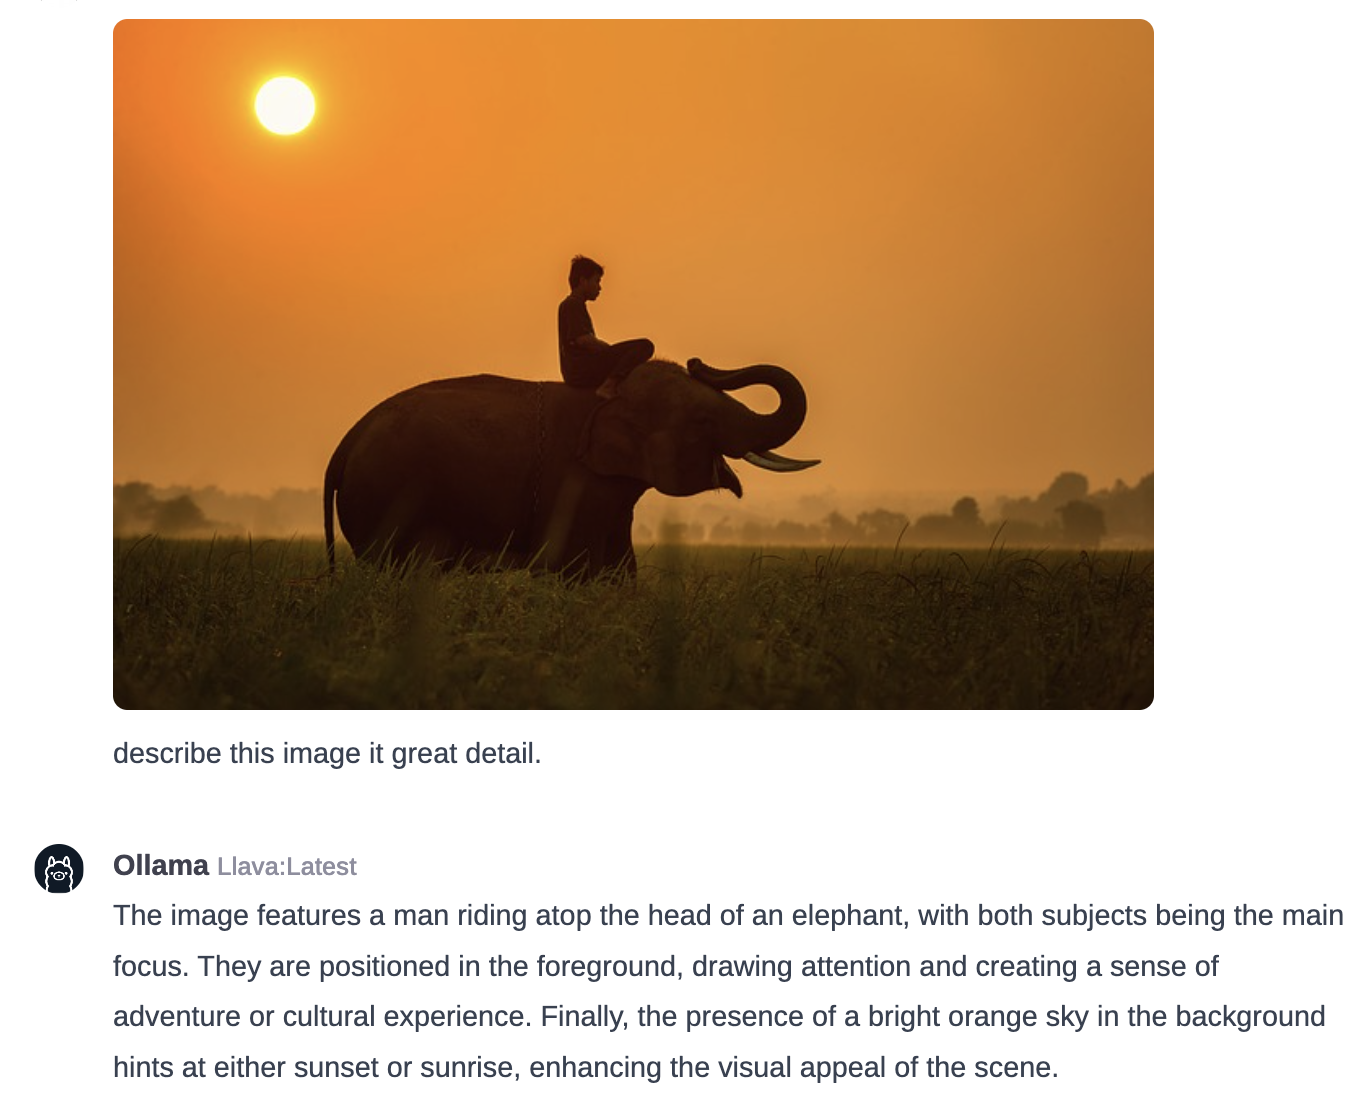 describe this image it great detail.
Ollama Llava:Latest
The image features a man riding atop the head of an elephant, with both subjects being the main
focus. They are positioned in the foreground, drawing attention and creating a sense of
adventure or cultural experience. Finally, the presence of a bright orange sky in the background
hints at either sunset or sunrise, enhancing the visual appeal of the scene.